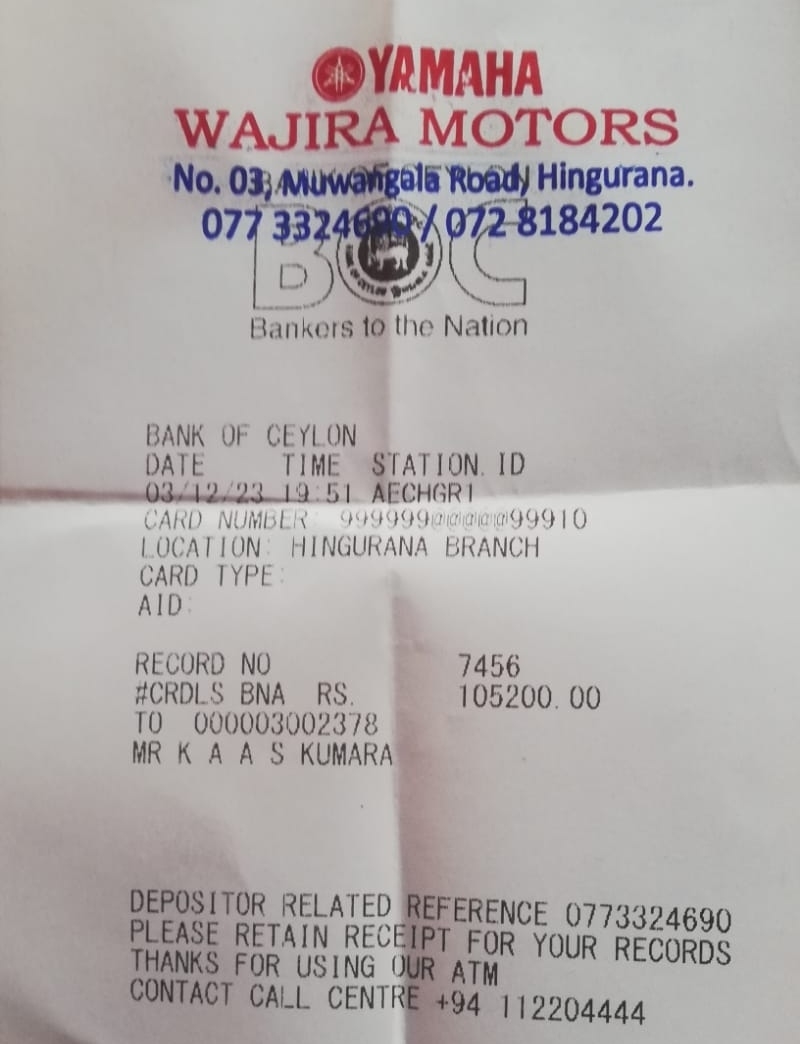 YAMAHA
WAJIRA MOTORS
No. 03, Muwangala Road, Hingurana.
077 3324690 / 072 8184202
BOC
Bankers to the Nation
BANK OF CEYLON
DATE TIME STATION. ID
03/12/23 19:51 AECHGR1
CARD NUMBER: 999999@@@@@99910
LOCATION: HINGURANA BRANCH
CARD TYPE:
AID:
RECORD NO 7456
#CRDLS BNA RS. 105200.00
TO 000003002378
MR K A A S KUMARA
DEPOSITOR RELATED REFERENCE 0773324690
PLEASE RETAIN RECEIPT FOR YOUR RECORDS
THANKS FOR USING OUR ATM
CONTACT CALL CENTRE +94 112204444